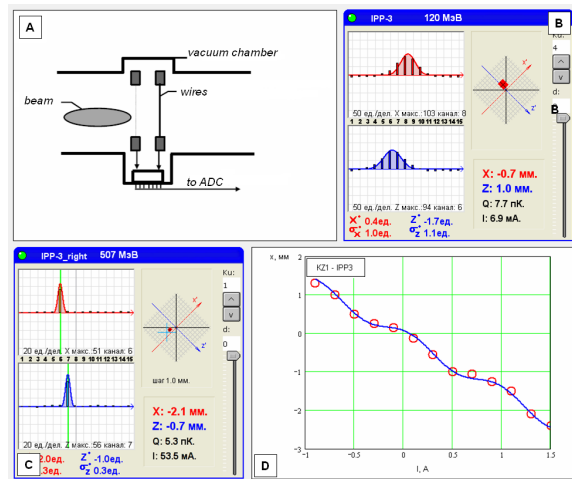 A
vacuum chamber
wires
beam
to ADC
IPP-3
120 МэВ
B
Ku:
4
^
v
d:
50 ед./дел. X макс.:103 канал: 8
1 2 3 4 5 6 7 8 9 10 11 12 13 14 15
x'
z'
B
50 ед./дел. Z макс.:94 канал: 6
X: -0.7 мм.
Z: 1.0 мм.
Q: 7.7 пК.
I: 6.9 мА.
X* 0.4ед.
Z* -1.7ед.
σx* 1.0ед.
σz* 1.1ед.
IPP-3_right
507 МэВ
Ku:
1
^
v
d:
0
20 ед./дел. X макс.:51 канал: 6
1 2 3 4 5 6 7 8 9 10 11 12 13 14 15
x'
z'
шаг 1.0 мм.
20 ед./дел. Z макс.:56 канал: 7
X: -2.1 мм.
Z: -0.7 мм.
Q: 5.3 пК.
I: 53.5 мА.
C
2.0ед.
Z* -1.0ед.
.3ед.
σz* 0.3ед.
x, мм
KZ1 - IPP3
2
1
0
−1
−2
−3
−1
−0.5
0
0.5
1
1.5
I, A
D